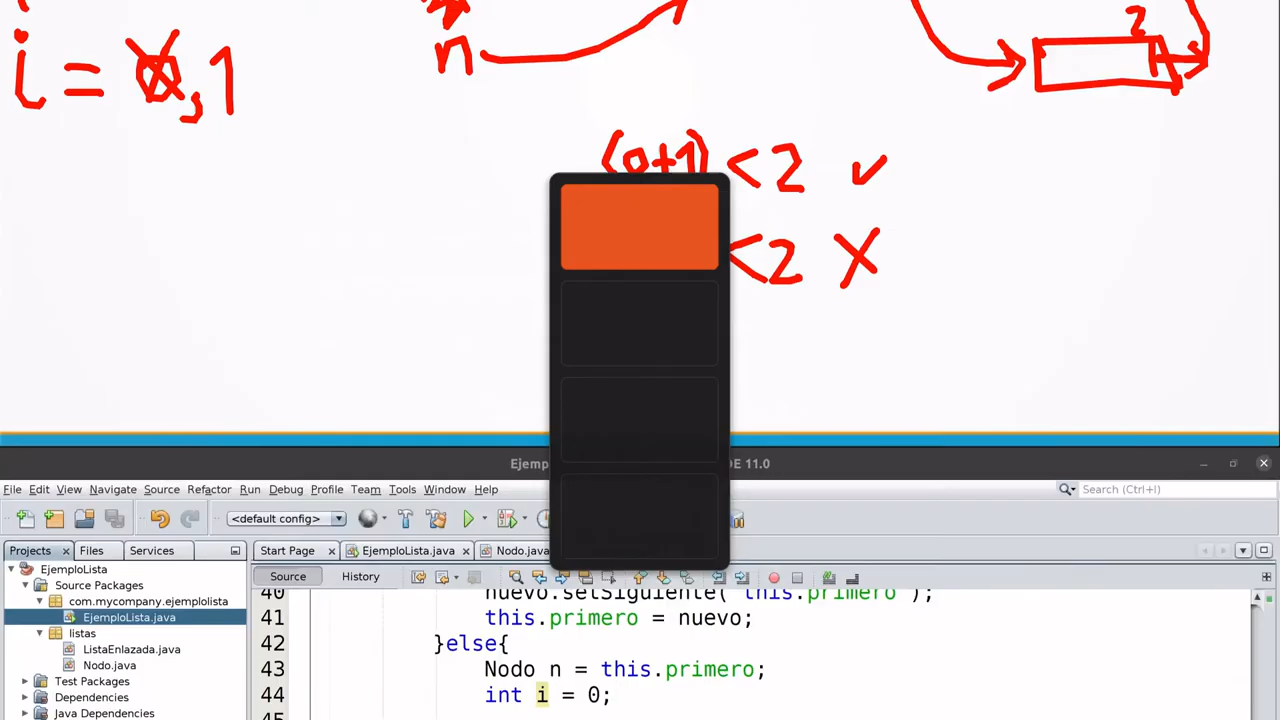 i = 0, 1
n
2
(0+1) < 2 ✓
< 2 X
Ejemp
DE 11.0
File Edit View Navigate Source Refactor Run Debug Profile Team Tools Window Help
Search (Ctrl+I)
<default config>
Projects Files Services
Start Page EjemploLista.java Nodo.java
Source History
EjemploLista
Source Packages
com.mycompany.ejemplolista
EjemploLista.java
listas
ListaEnlazada.java
Nodo.java
Test Packages
Dependencies
Java Dependencies
40 nuevo.setSiguiente( this.primero );
41 this.primero = nuevo;
42 }else{
43 Nodo n = this.primero;
44 int i = 0;